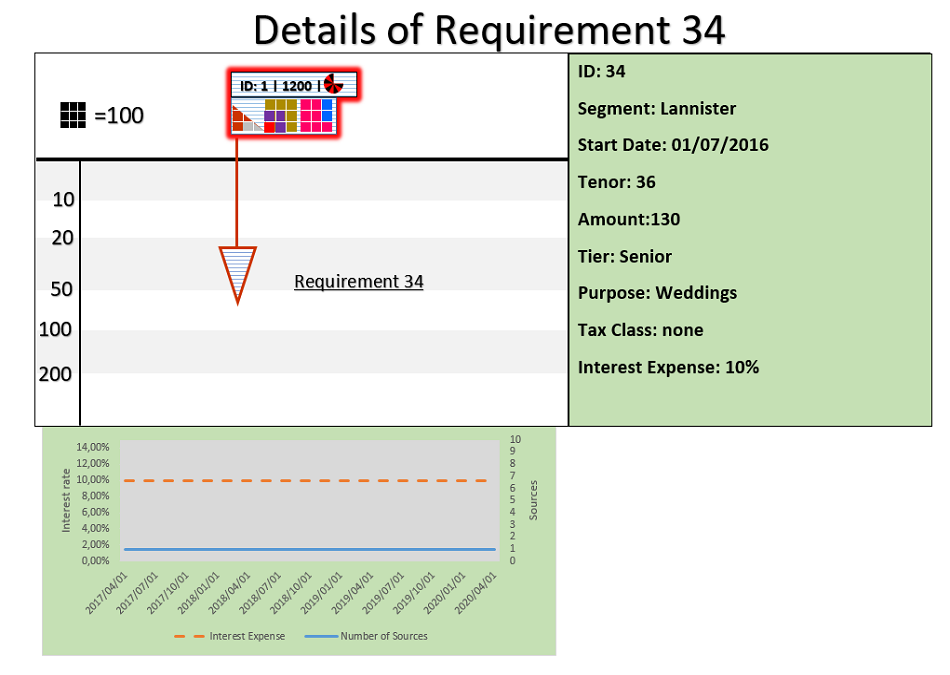 Details of Requirement 34
ID: 1 | 1200 |
=100
10
20
50
100
200
Requirement 34
ID: 34
Segment: Lannister
Start Date: 01/07/2016
Tenor: 36
Amount:130
Tier: Senior
Purpose: Weddings
Tax Class: none
Interest Expense: 10%
Interest rate
14,00%
12,00%
10,00%
8,00%
6,00%
4,00%
2,00%
0,00%
10
9
8
7
6
5
4
3
2
1
0
Sources
2017/04/01
2017/07/01
2017/10/01
2018/01/01
2018/04/01
2018/07/01
2018/10/01
2019/01/01
2019/04/01
2019/07/01
2019/10/01
2020/01/01
2020/04/01
Interest Expense
Number of Sources